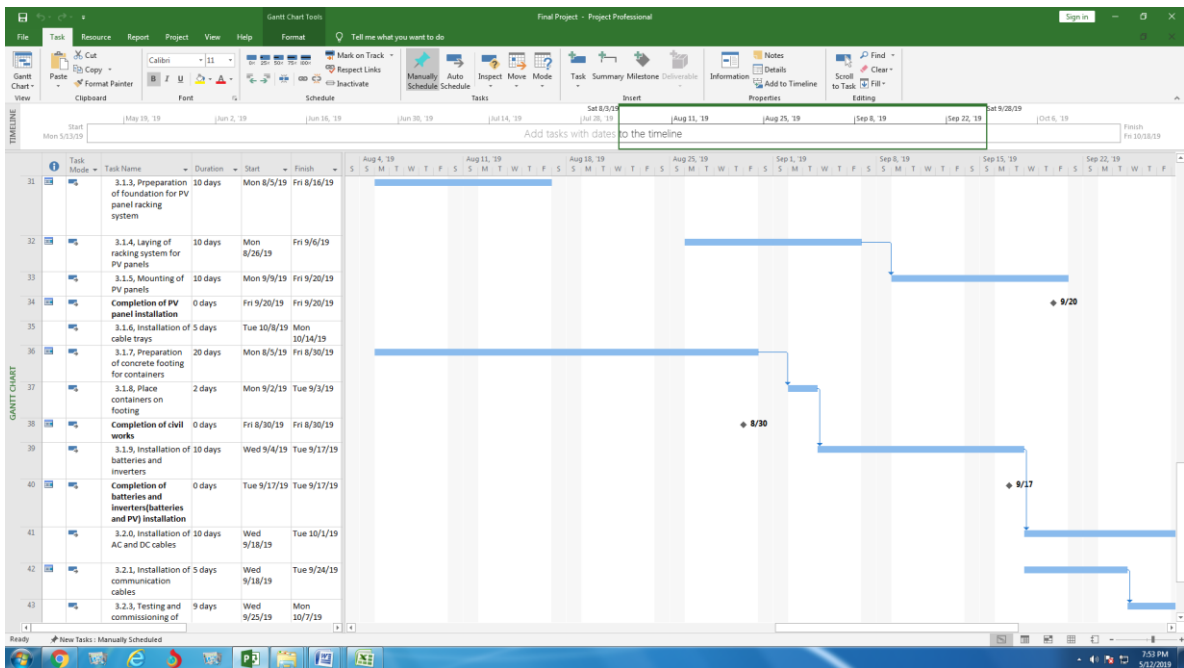 Gantt Chart Tools
Final Project - Project Professional
Sign in
File Task Resource Report Project View Help Format Tell me what you want to do
Gantt Chart
View
Paste
Cut
Copy
Format Painter
Clipboard
Calibri 11
B I U
Font
0% 25% 50% 75% 100%
Mark on Track
Respect Links
Inactivate
Schedule
Manually Schedule
Auto Schedule
Inspect
Move
Mode
Tasks
Task
Summary
Milestone
Deliverable
Insert
Information
Notes
Details
Add to Timeline
Properties
Scroll to Task
Find
Clear
Fill
Editing
TIMELINE
Sat 8/3/19 Sat 9/28/19
May 19, '19 Jun 2, '19 Jun 16, '19 Jun 30, '19 Jul 14, '19 Jul 28, '19 Aug 11, '19 Aug 25, '19 Sep 8, '19 Sep 22, '19 Oct 6, '19
Start
Mon 5/13/19
Add tasks with dates to the timeline
Finish
Fri 10/18/19
GANTT CHART
Task Mode Task Name Duration Start Finish
Aug 4, '19 Aug 11, '19 Aug 18, '19 Aug 25, '19 Sep 1, '19 Sep 8, '19 Sep 15, '19 Sep 22, '19
S S M T W T F S S M T W T F S S M T W T F S S M T W T F S S M T W T F S S M T W T F S S M T W T F S S M T W T F
31 3.1.3, Prpeparation 10 days Mon 8/5/19 Fri 8/16/19
of foundation for PV
panel racking
system
32 3.1.4, Laying of 10 days Mon Fri 9/6/19
racking system for 8/26/19
PV panels
33 3.1.5, Mounting of 10 days Mon 9/9/19 Fri 9/20/19
PV panels
34 Completion of PV 0 days Fri 9/20/19 Fri 9/20/19 9/20
panel installation
35 3.1.6, Installation of 5 days Tue 10/8/19 Mon
cable trays 10/14/19
36 3.1.7, Preparation 20 days Mon 8/5/19 Fri 8/30/19
of concrete footing
for containers
37 3.1.8, Place 2 days Mon 9/2/19 Tue 9/3/19
containers on
footing
38 Completion of civil 0 days Fri 8/30/19 Fri 8/30/19 8/30
works
39 3.1.9, Installation of 10 days Wed 9/4/19 Tue 9/17/19
batteries and
inverters
40 Completion of 0 days Tue 9/17/19 Tue 9/17/19 9/17
batteries and
inverters(batteries
and PV) installation
41 3.2.0, Installation of 10 days Wed Tue 10/1/19
AC and DC cables 9/18/19
42 3.2.1, Installation of 5 days Wed Tue 9/24/19
communication 9/18/19
cables
43 3.2.3, Testing and 9 days Wed Mon
commissioning of 9/25/19 10/7/19
Ready New Tasks : Manually Scheduled
7:53 PM
5/12/2019